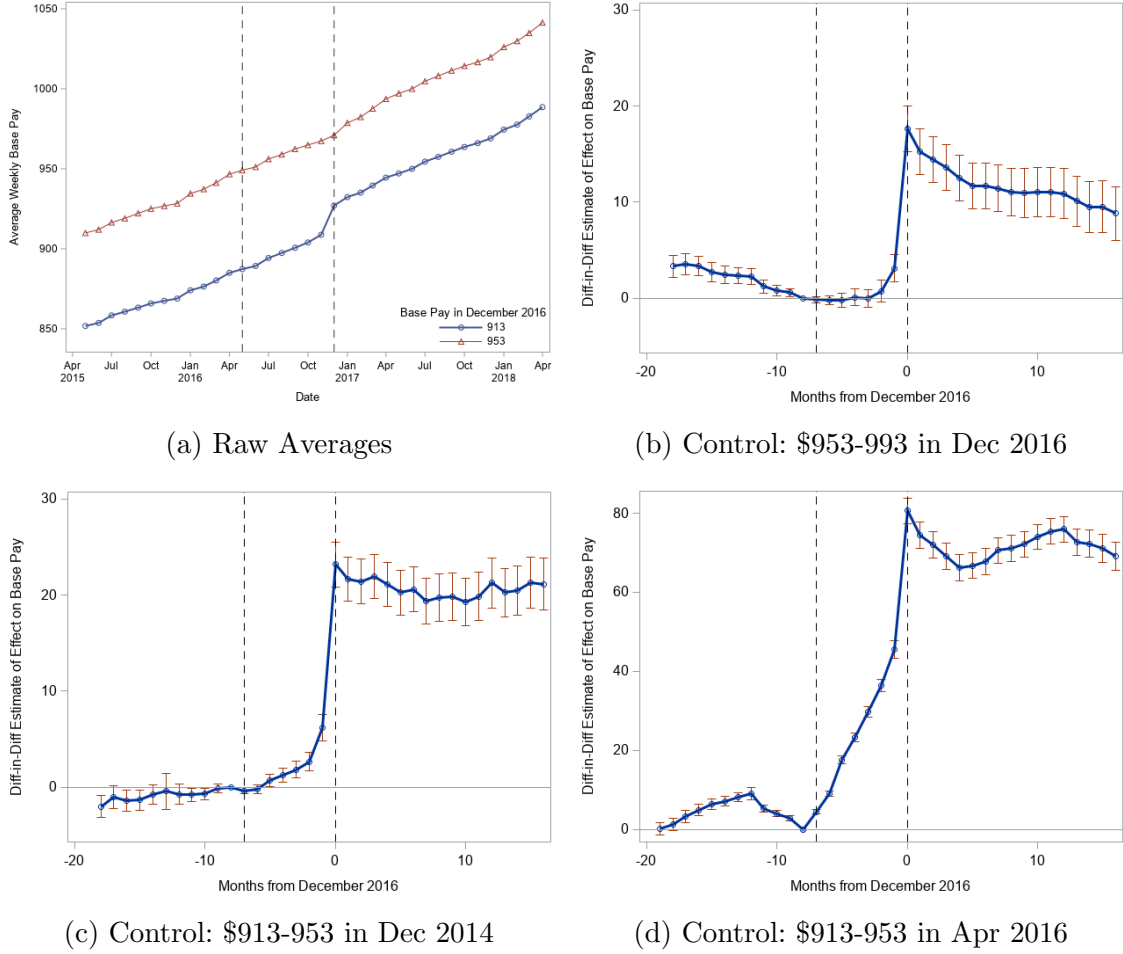 1050
1000
950
900
850
Average Weekly Base Pay
Base Pay in December 2016
913
953
Apr Jul Oct Jan Apr Jul Oct Jan Apr Jul Oct Jan Apr
2015 2016 2017 2018
Date
(a) Raw Averages
30
20
10
0
Diff-in-Diff Estimate of Effect on Base Pay
-20 -10 0 10
Months from December 2016
(b) Control: $953-993 in Dec 2016
30
20
10
0
Diff-in-Diff Estimate of Effect on Base Pay
-20 -10 0 10
Months from December 2016
(c) Control: $913-953 in Dec 2014
80
60
40
20
0
Diff-in-Diff Estimate of Effect on Base Pay
-20 -10 0 10
Months from December 2016
(d) Control: $913-953 in Apr 2016